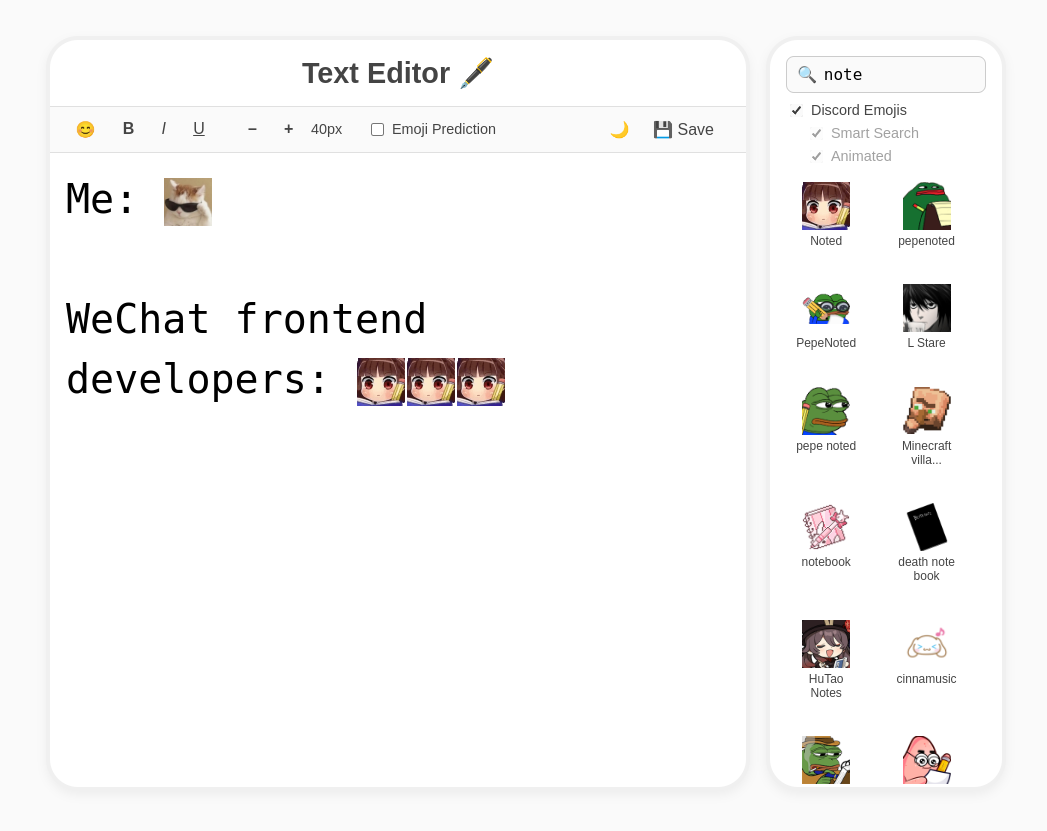 Text Editor 🖋️
😊 B I U – + 40px Emoji Prediction 🌙 💾 Save
Me:
WeChat frontend
developers:
🔍 note
Discord Emojis
Smart Search
Animated
Noted pepenoted
PepeNoted L Stare
pepe noted Minecraft
villa...
notebook death note
book
HuTao cinnamusic
Notes